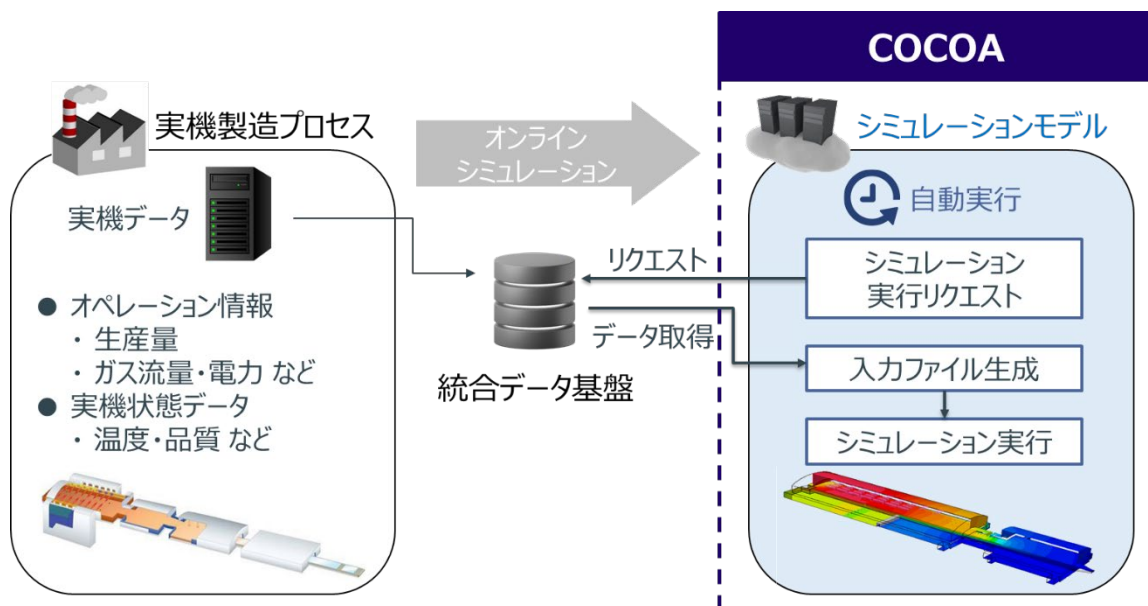 COCOA
実機製造プロセス
オンライン
シミュレーション
シミュレーションモデル
実機データ
自動実行
リクエスト
シミュレーション
実行リクエスト
● オペレーション情報
・ 生産量
・ ガス流量・電力 など
● 実機状態データ
・ 温度・品質 など
データ取得
統合データ基盤
入力ファイル生成
シミュレーション実行